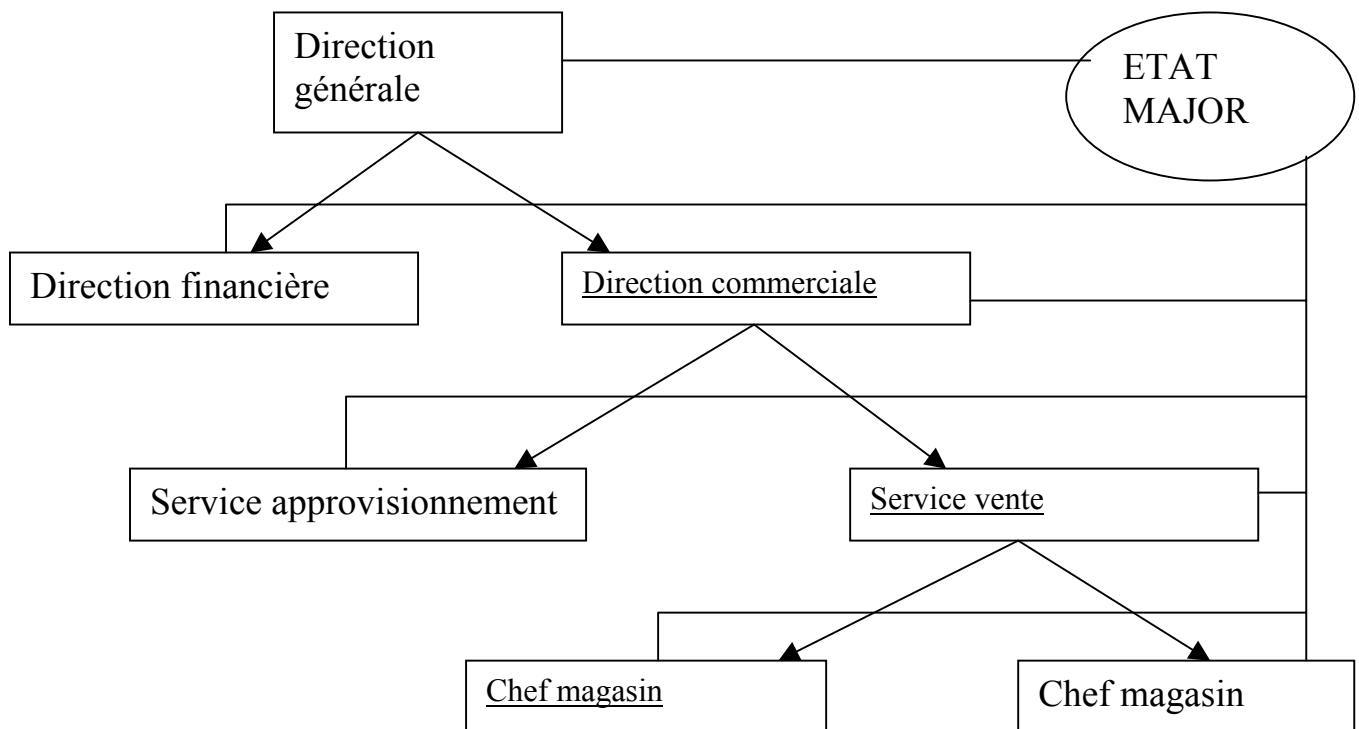 Direction
générale
ETAT
MAJOR
Direction financière
Direction commerciale
Service approvisionnement
Service vente
Chef magasin
Chef magasin